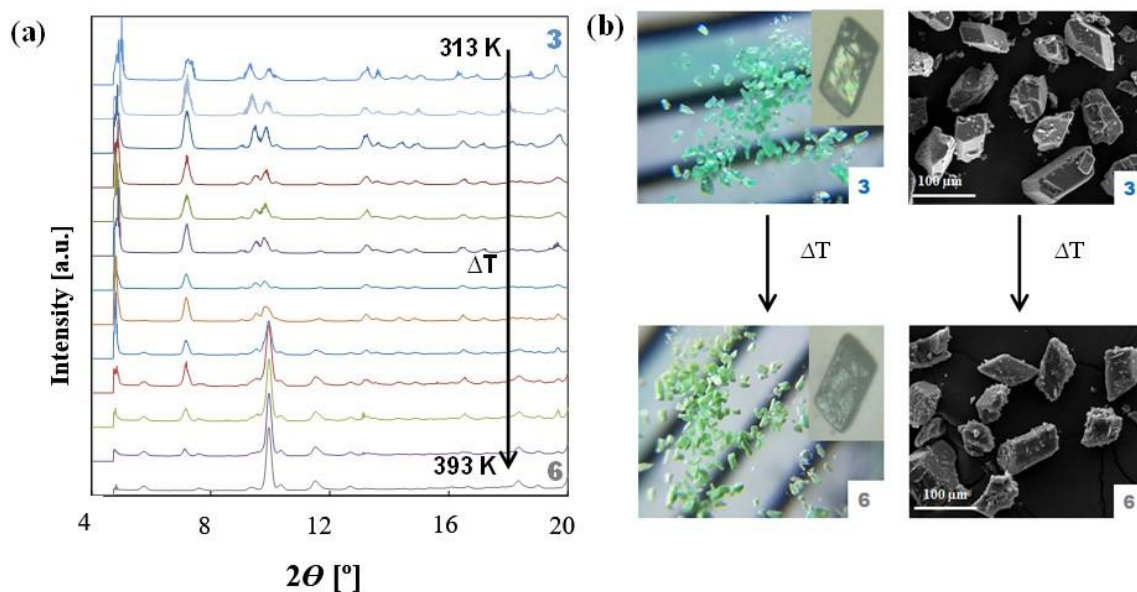 (a)
313 K
3
ΔT
393 K
6
Intensity [a.u.]
4
8
12
16
20
2Θ [º]
(b)
3
100 µm
3
ΔT
ΔT
6
100 µm
6